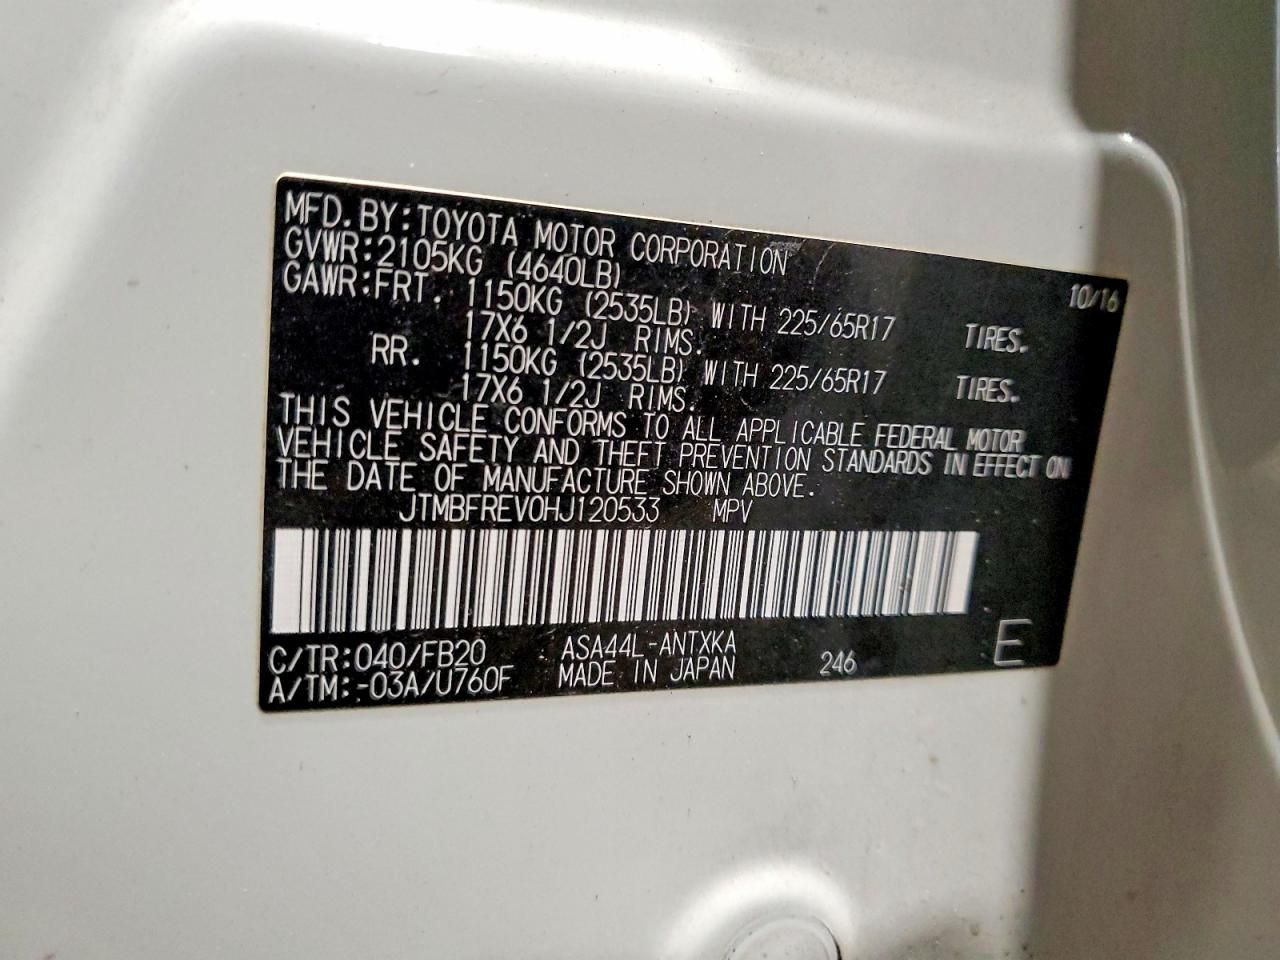 MFD. BY: TOYOTA MOTOR CORPORATION 10/16
GVWR: 2105KG (4640LB)
GAWR: FRT. 1150KG (2535LB) WITH 225/65R17 TIRES.
17X6 1/2J RIMS.
RR. 1150KG (2535LB) WITH 225/65R17 TIRES.
17X6 1/2J RIMS.
THIS VEHICLE CONFORMS TO ALL APPLICABLE FEDERAL MOTOR
VEHICLE SAFETY AND THEFT PREVENTION STANDARDS IN EFFECT ON
THE DATE OF MANUFACTURE SHOWN ABOVE.
JTMBFREV0HJ120533 MPV
C/TR: 040/FB20 ASA44L-ANTXKA
A/TM: -03A/U760F MADE IN JAPAN 246 E